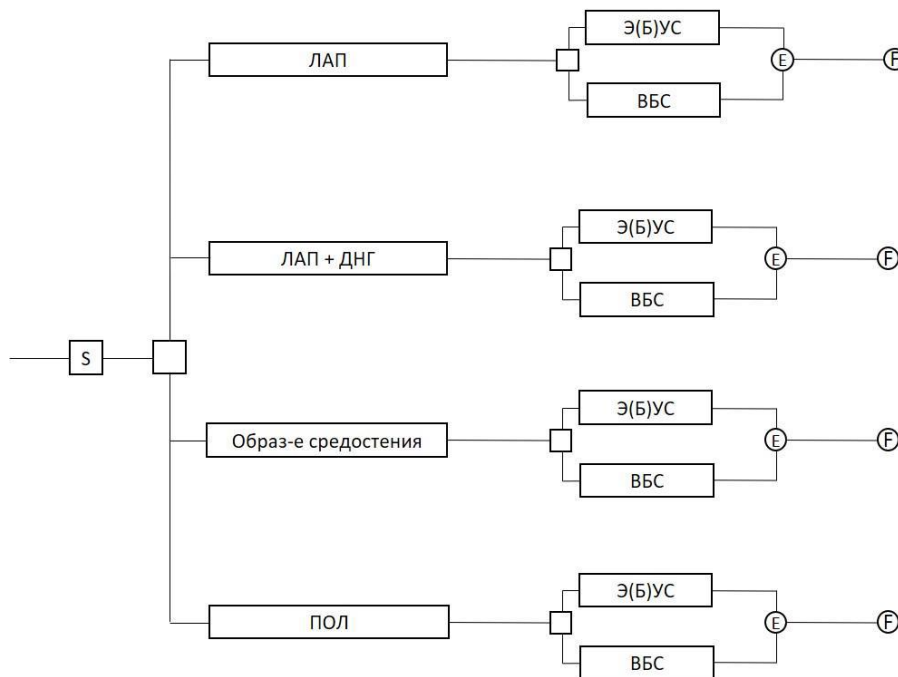 Э(Б)УС
ЛАП
E
F
ВБС
Э(Б)УС
ЛАП + ДНГ
E
F
ВБС
S
Э(Б)УС
Образ-е средостения
E
F
ВБС
Э(Б)УС
ПОЛ
E
F
ВБС